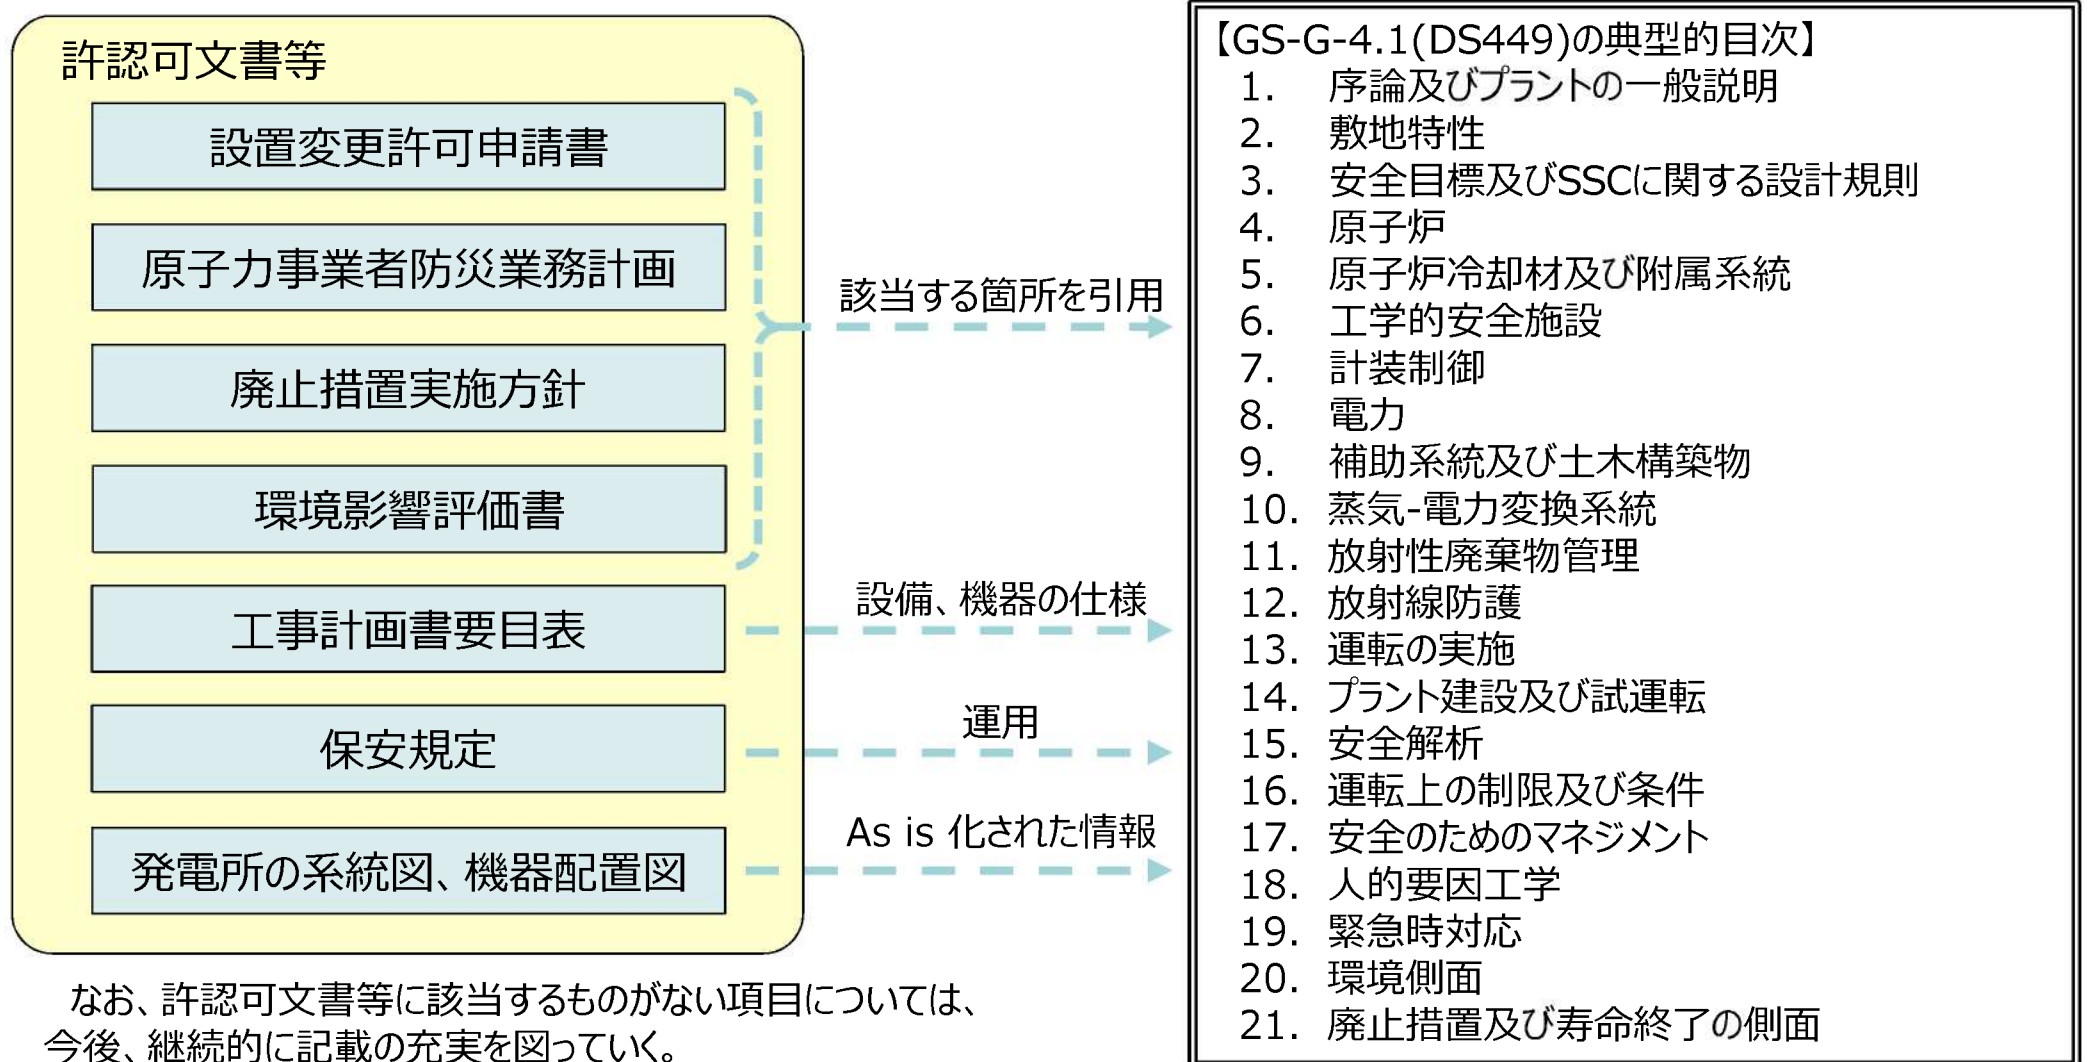 許認可文書等
設置変更許可申請書
原子力事業者防災業務計画
廃止措置実施方針
環境影響評価書
工事計画書要目表
保安規定
発電所の系統図、機器配置図
該当する箇所を引用
設備、機器の仕様
運用
As is 化された情報
【GS-G-4.1(DS449)の典型的目次】
1. 序論及びプラントの一般説明
2. 敷地特性
3. 安全目標及びSSCに関する設計規則
4. 原子炉
5. 原子炉冷却材及び附属系統
6. 工学的安全施設
7. 計装制御
8. 電力
9. 補助系統及び土木構築物
10. 蒸気-電力変換系統
11. 放射性廃棄物管理
12. 放射線防護
13. 運転の実施
14. プラント建設及び試運転
15. 安全解析
16. 運転上の制限及び条件
17. 安全のためのマネジメント
18. 人的要因工学
19. 緊急時対応
20. 環境側面
21. 廃止措置及び寿命終了の側面
なお、許認可文書等に該当するものがない項目については、
今後、継続的に記載の充実を図っていく。